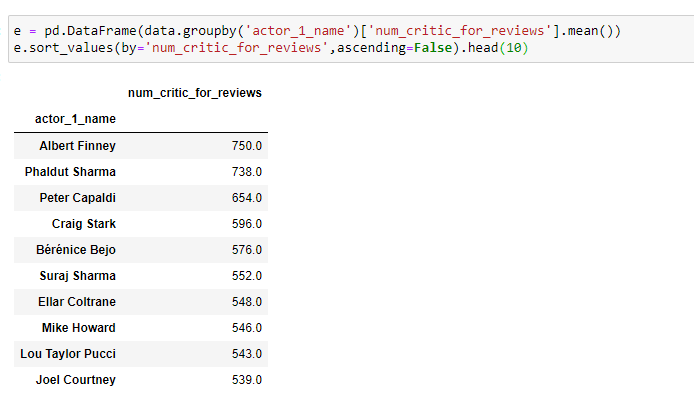 e = pd.DataFrame(data.groupby('actor_1_name')['num_critic_for_reviews'].mean())
e.sort_values(by='num_critic_for_reviews',ascending=False).head(10)
num_critic_for_reviews
actor_1_name
Albert Finney 750.0
Phaldut Sharma 738.0
Peter Capaldi 654.0
Craig Stark 596.0
Bérénice Bejo 576.0
Suraj Sharma 552.0
Ellar Coltrane 548.0
Mike Howard 546.0
Lou Taylor Pucci 543.0
Joel Courtney 539.0